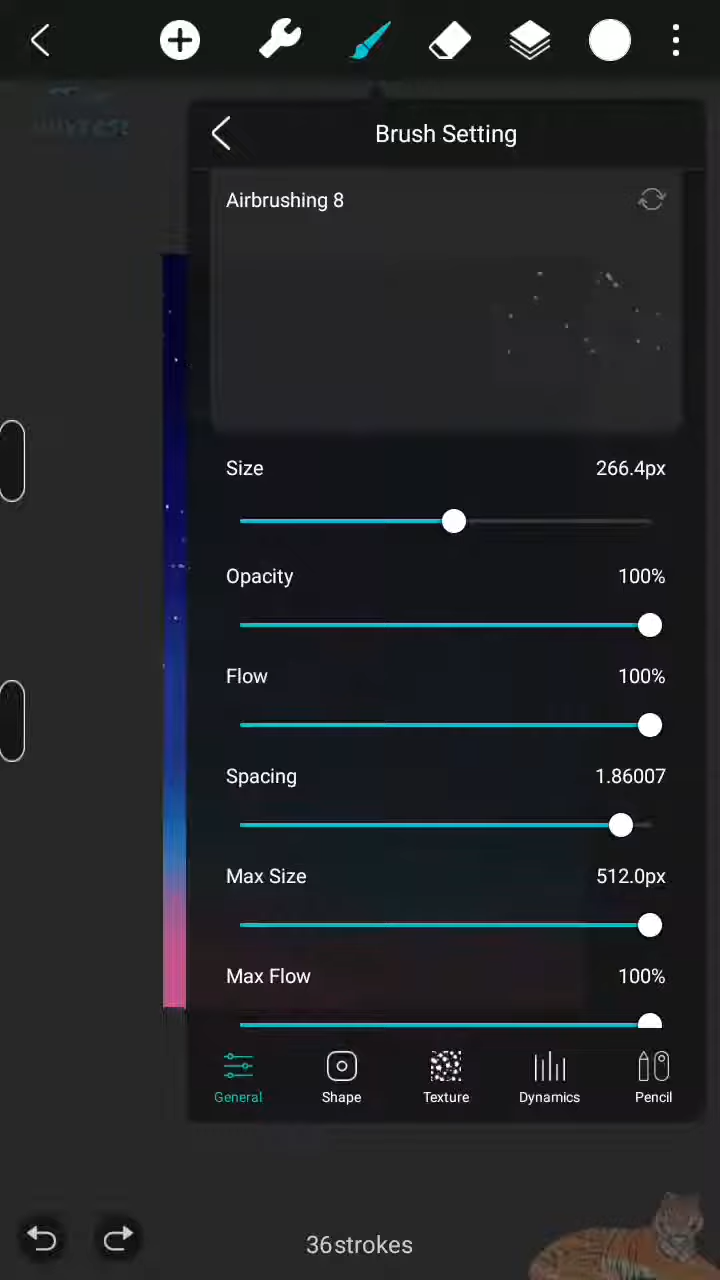 Brush Setting
Airbrushing 8
Size 266.4px
Opacity 100%
Flow 100%
Spacing 1.86007
Max Size 512.0px
Max Flow 100%
General Shape Texture Dynamics Pencil
36strokes